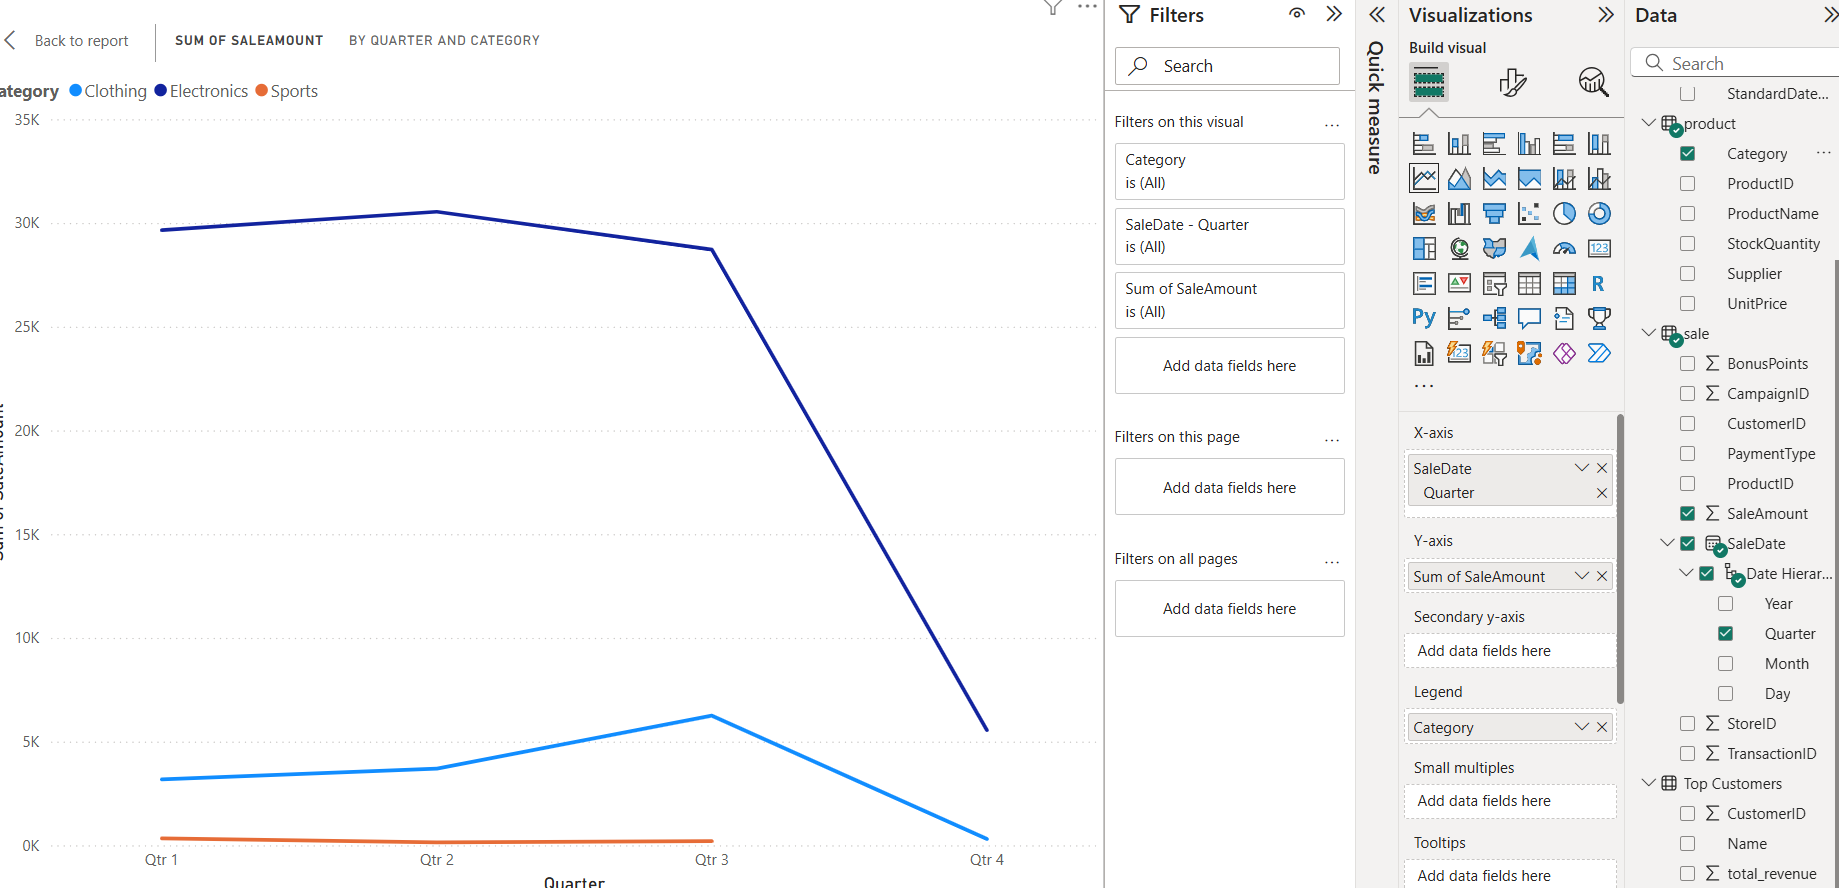 Back to report
SUM OF SALEAMOUNT BY QUARTER AND CATEGORY
ategory Clothing Electronics Sports
35K
30K
25K
20K
15K
10K
5K
0K
Qtr 1 Qtr 2 Qtr 3 Qtr 4
Quarter
Filters
Search
Filters on this visual ...
Category
is (All)
SaleDate - Quarter
is (All)
Sum of SaleAmount
is (All)
Add data fields here
Filters on this page ...
Add data fields here
Filters on all pages ...
Add data fields here
Quick measure
Visualizations
Build visual
123
R
Py
123
...
X-axis
SaleDate
Quarter
Y-axis
Sum of SaleAmount
Secondary y-axis
Add data fields here
Legend
Category
Small multiples
Add data fields here
Tooltips
Add data fields here
Data
Search
StandardDate...
product
Category ...
ProductID
ProductName
StockQuantity
Supplier
UnitPrice
sale
BonusPoints
CampaignID
CustomerID
PaymentType
ProductID
SaleAmount
SaleDate
Date Hierar...
Year
Quarter
Month
Day
StoreID
TransactionID
Top Customers
CustomerID
Name
total_revenue